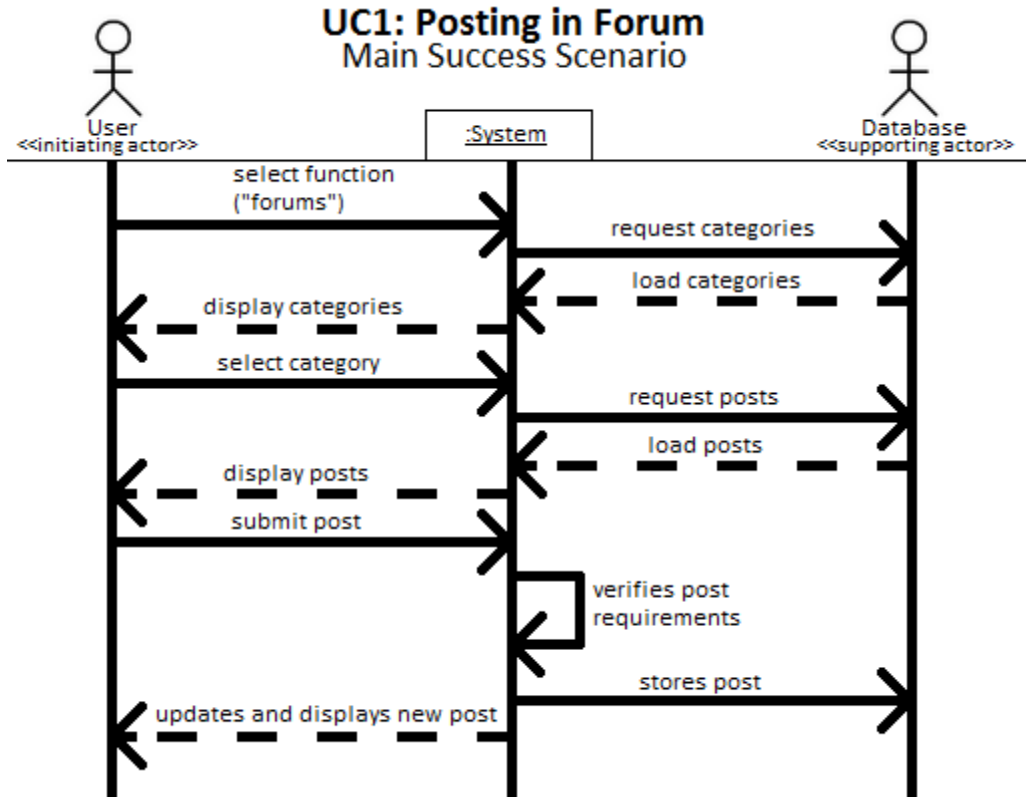 UC1: Posting in Forum
Main Success Scenario
User
<<initiating actor>>
:System
Database
<<supporting actor>>
select function
("forums")
request categories
load categories
display categories
select category
request posts
load posts
display posts
submit post
verifies post
requirements
stores post
updates and displays new post